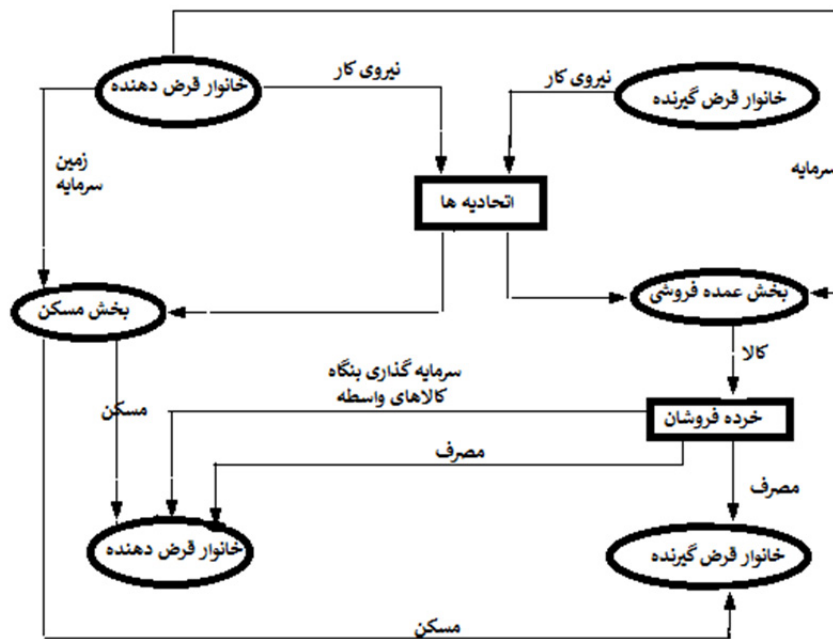 نیروی کار
نیروی کار
خانوار قرض دهنده
خانوار قرض گیرنده
زمین
سرمایه
سرمایه
اتحادیه ها
بخش مسکن
بخش عمده فروشی
کالا
سرمایه گذاری بنگاه
کالاهای واسطه
مسکن
خرده فروشان
مصرف
مصرف
خانوار قرض دهنده
خانوار قرض گیرنده
مسکن